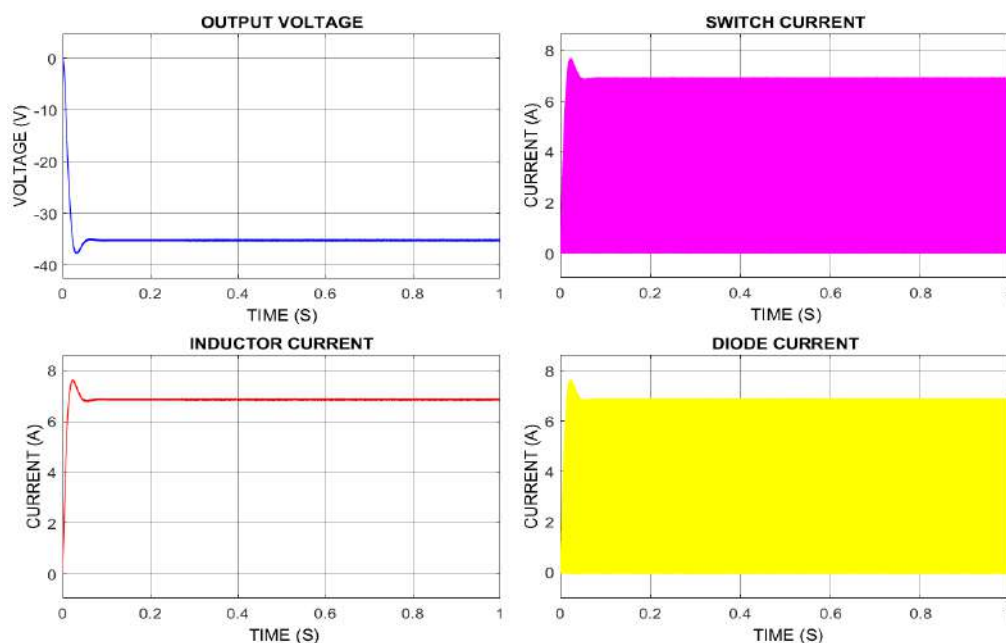 OUTPUT VOLTAGE
0
-10
-20
-30
-40
VOLTAGE (V)
0 0.2 0.4 0.6 0.8 1
TIME (S)
SWITCH CURRENT
8
6
4
2
0
CURRENT (A)
0 0.2 0.4 0.6 0.8 1
TIME (S)
INDUCTOR CURRENT
8
6
4
2
0
CURRENT (A)
0 0.2 0.4 0.6 0.8 1
TIME (S)
DIODE CURRENT
8
6
4
2
0
CURRENT (A)
0 0.2 0.4 0.6 0.8 1
TIME (S)